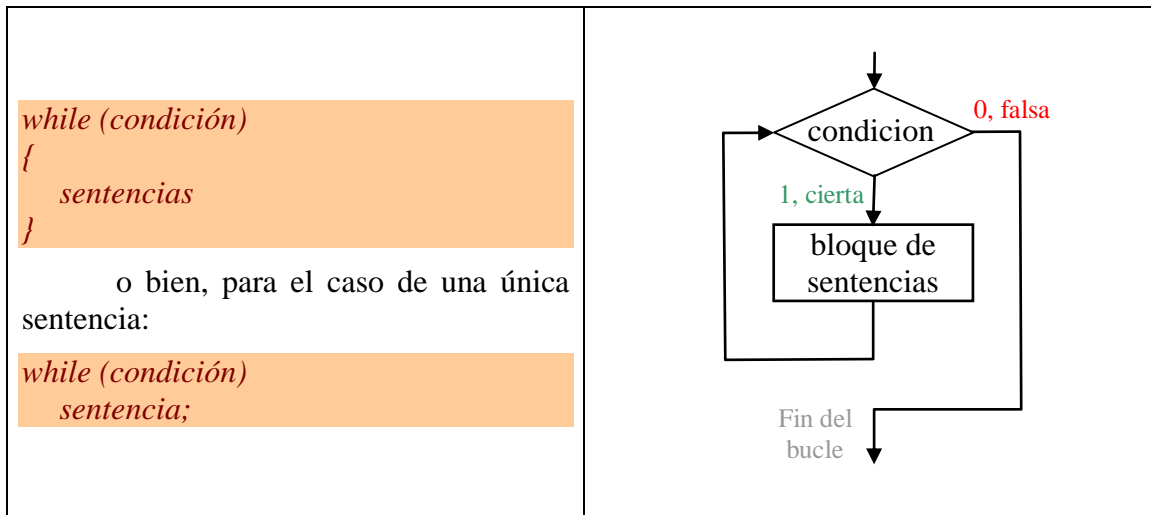 while (condición)
{
sentencias
}
o bien, para el caso de una única
sentencia:
while (condición)
sentencia;
condicion
0, falsa
1, cierta
bloque de
sentencias
Fin del
bucle